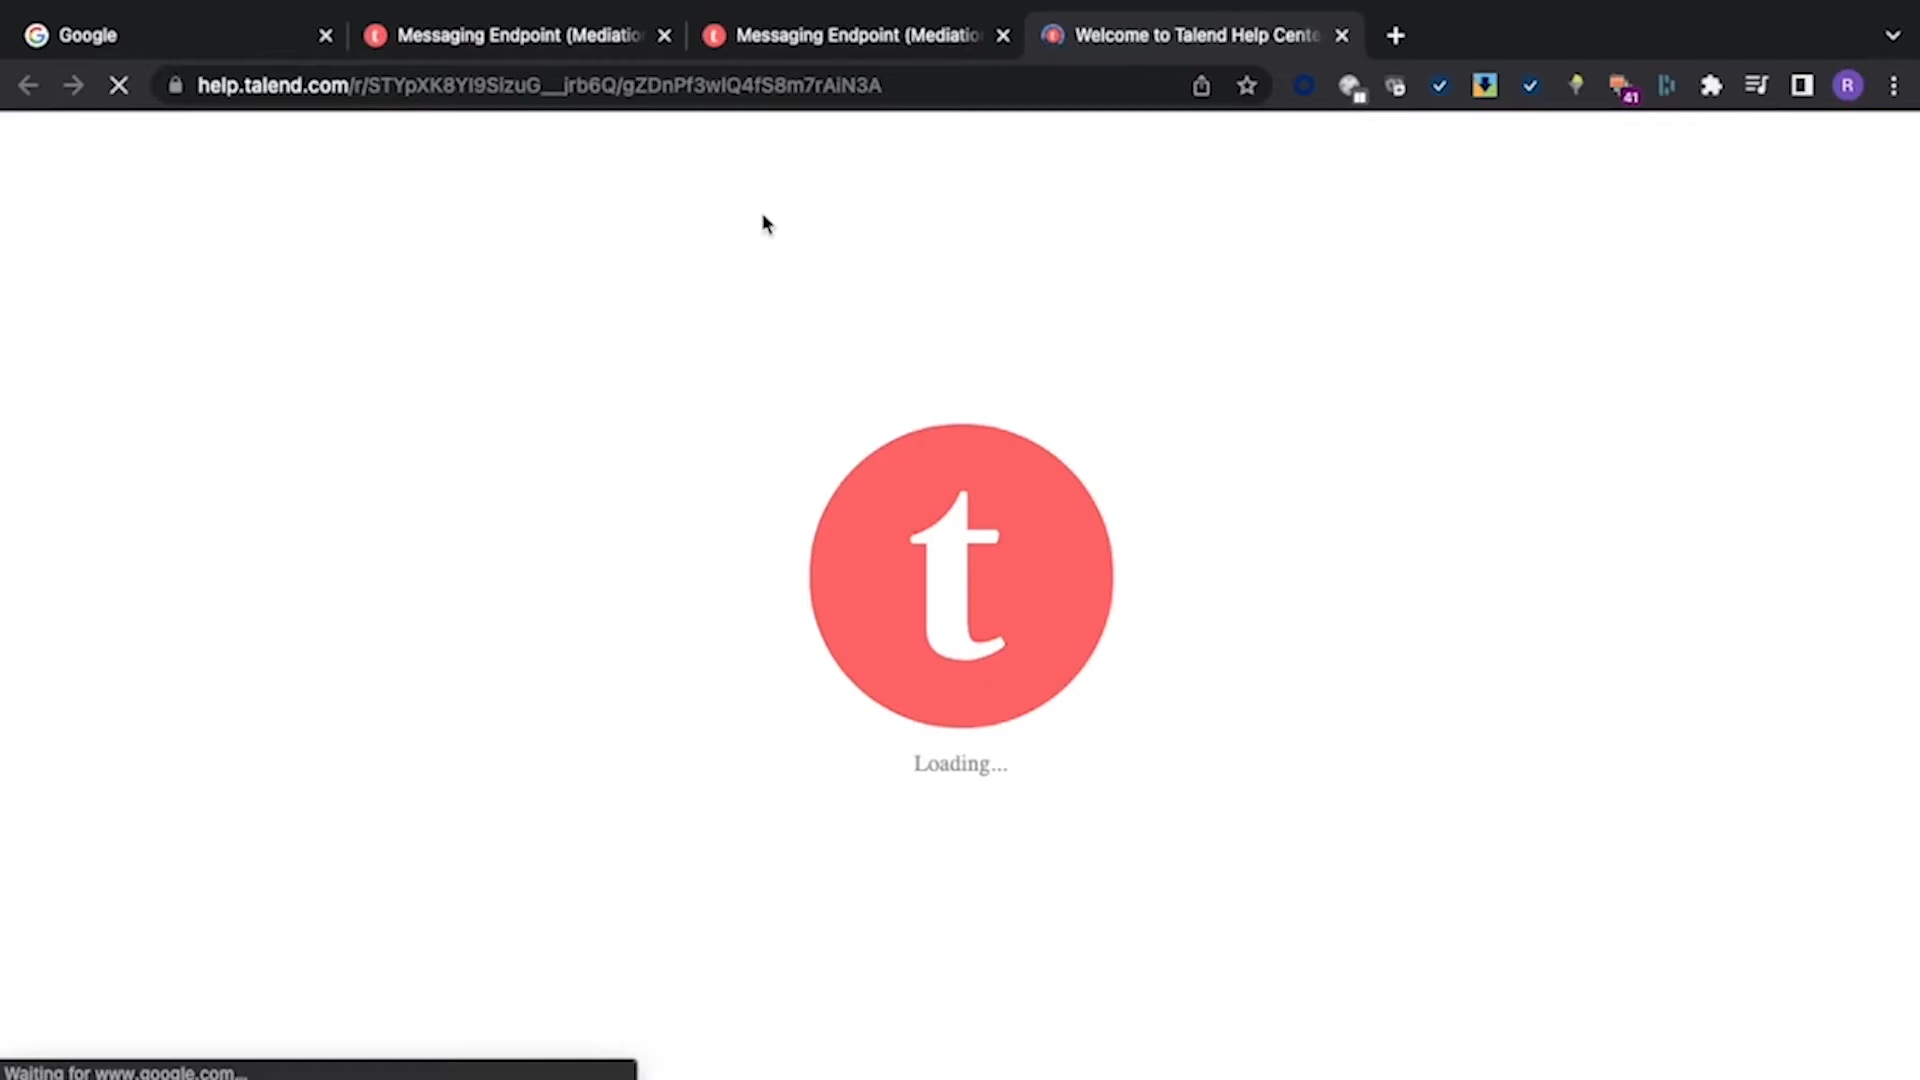 Google
Messaging Endpoint (Mediatio
Messaging Endpoint (Mediatio
Welcome to Talend Help Cente
help.talend.com/r/STYpXK8YI9SizuG__jrb6Q/gZDnPf3wIQ4fS8m7rAiN3A
41
R
t
Loading...
Waiting for www.google.com...